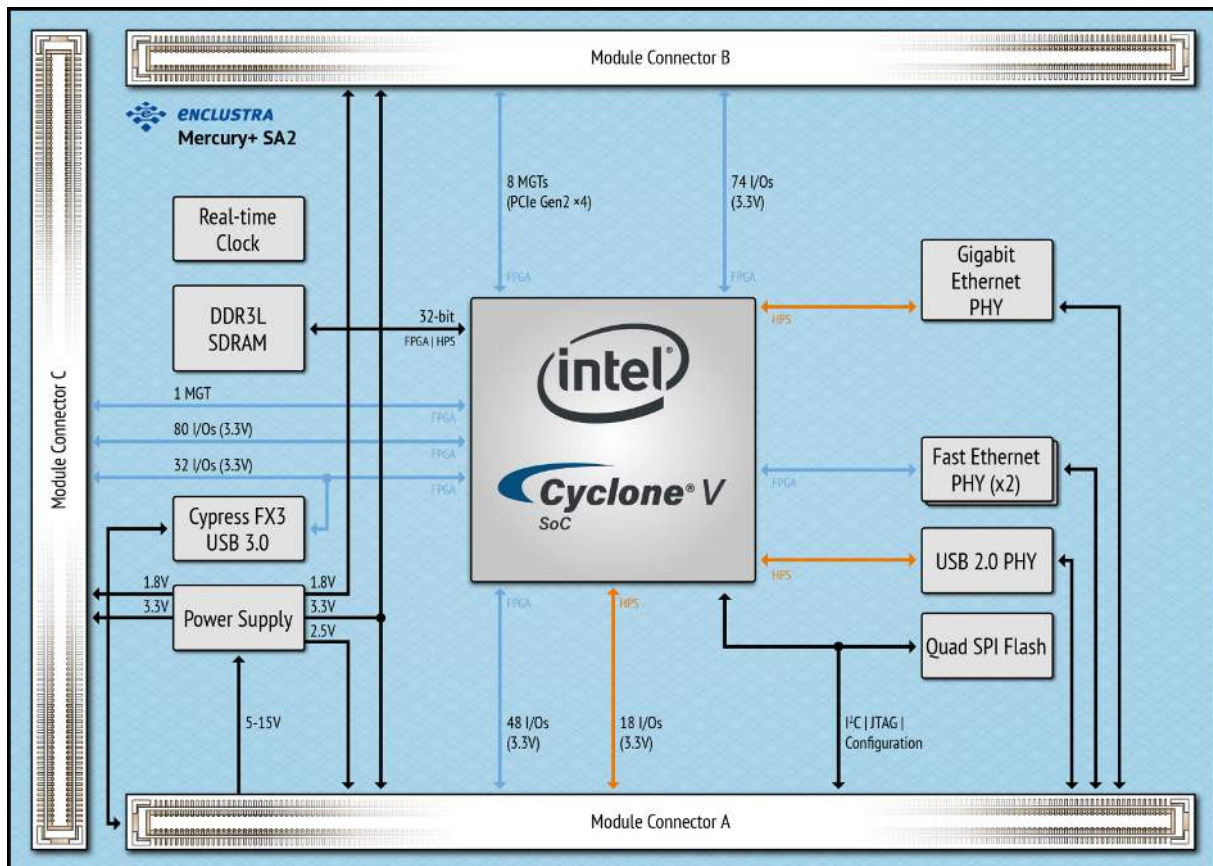 Module Connector B
ENCLUSTRA
Mercury+ SA2
8 MGTs
(PCIe Gen2 ×4)
74 I/Os
(3.3V)
Real-time
Clock
FPGA
FPGA
Gigabit
Ethernet
PHY
DDR3L
SDRAM
32-bit
FPGA | HPS
HPS
intel®
Module Connector C
1 MGT
FPGA
80 I/Os (3.3V)
FPGA
32 I/Os (3.3V)
FPGA
Cyclone® V
SoC
FPGA
Fast Ethernet
PHY (x2)
Cypress FX3
USB 3.0
HPS
USB 2.0 PHY
1.8V
3.3V
Power Supply
1.8V
3.3V
2.5V
FPGA
HPS
Quad SPI Flash
5-15V
48 I/Os
(3.3V)
18 I/Os
(3.3V)
I²C | JTAG |
Configuration
Module Connector A